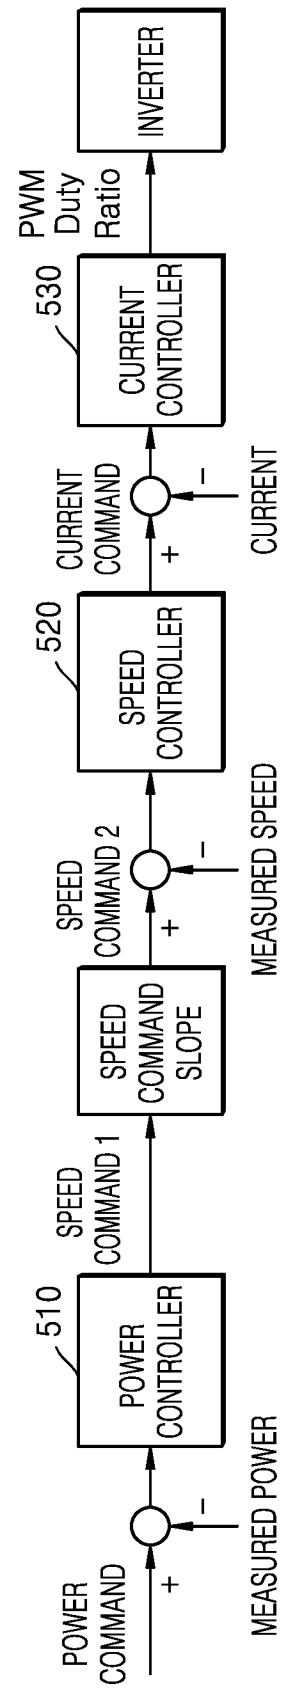 POWER
COMMAND
+
−
MEASURED POWER
510
POWER
CONTROLLER
SPEED
COMMAND 1
SPEED
COMMAND
SLOPE
SPEED
COMMAND 2
+
−
MEASURED SPEED
520
SPEED
CONTROLLER
CURRENT
COMMAND
+
−
CURRENT
530
CURRENT
CONTROLLER
PWM
Duty
Ratio
INVERTER